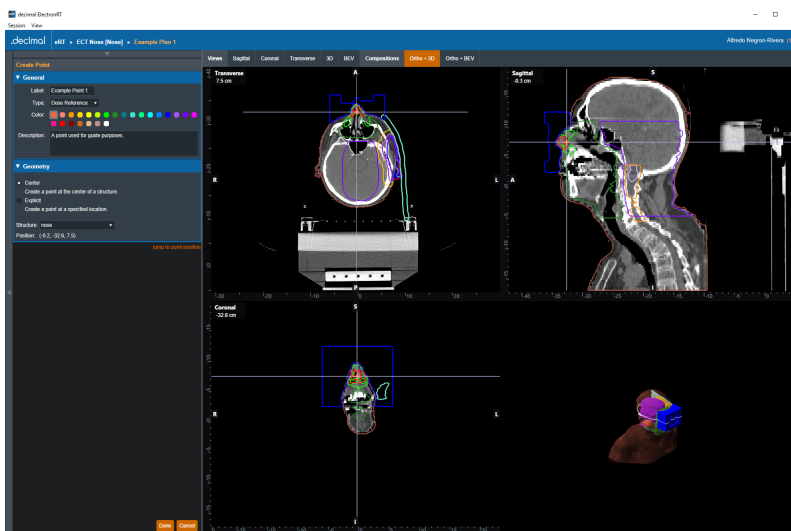 decimal ElectronRT
Session View
.decimal eRT » ECT Nose [Nose] » Example Plan 1
Alfredo Negron-Rivera
Create Point
General
Label: Example Point 1
Type: Dose Reference
Color:
Description: A point used for guide purposes.
Geometry
Center
Create a point at the center of a structure.
Explicit
Create a point at a specified location.
Structure nose
Position: (-0.2, -32.6, 7.5)
jump to point position
Done Cancel
Views Sagittal Coronal Transverse 3D BEV Compositions Ortho + 3D Ortho + BEV
Transverse
7.5 cm
A
R
L
P
Sagittal
-0.3 cm
S
A
I
Coronal
-32.6 cm
S
R
L
I